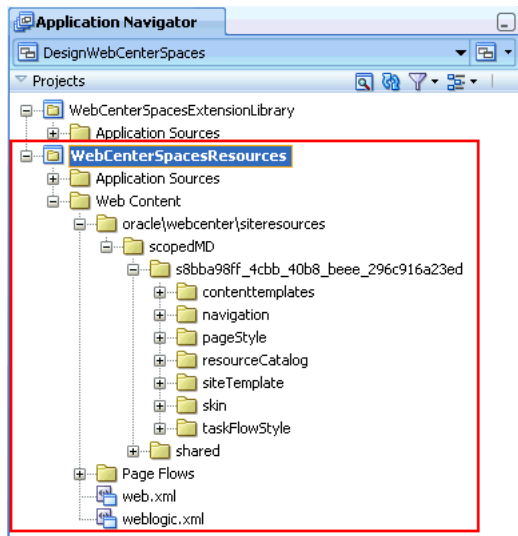 Application Navigator
DesignWebCenterSpaces
Projects
WebCenterSpacesExtensionLibrary
Application Sources
WebCenterSpacesResources
Application Sources
Web Content
oracle\webcenter\siteresources
scopedMD
s8bba98ff_4cbb_40b8_beee_296c916a23ed
contenttemplates
navigation
pageStyle
resourceCatalog
siteTemplate
skin
taskFlowStyle
shared
Page Flows
web.xml
weblogic.xml